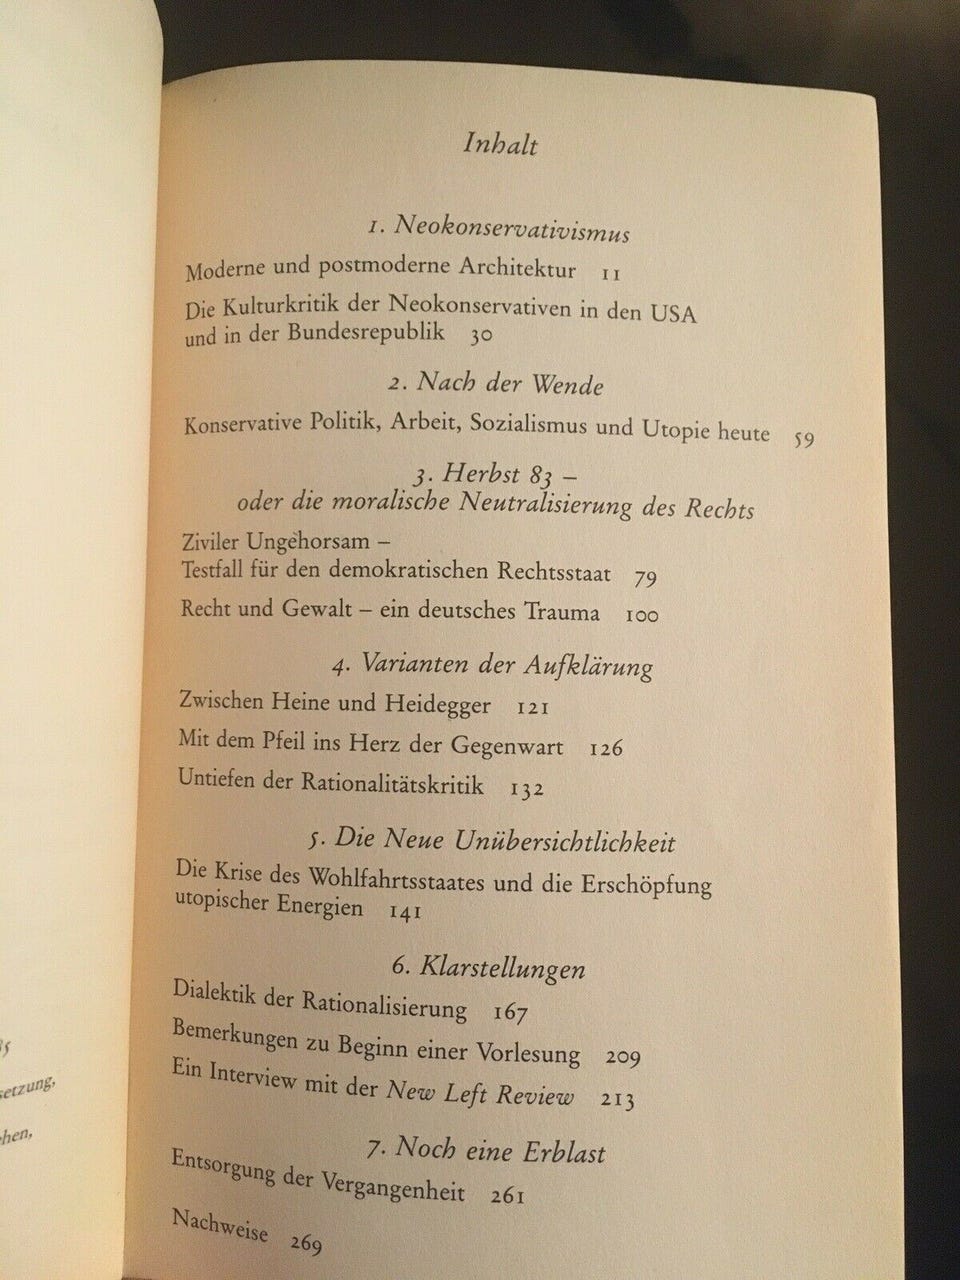 Inhalt
1. Neokonservativismus
Moderne und postmoderne Architektur 11
Die Kulturkritik der Neokonservativen in den USA
und in der Bundesrepublik 30
2. Nach der Wende
Konservative Politik, Arbeit, Sozialismus und Utopie heute 59
3. Herbst 83 –
oder die moralische Neutralisierung des Rechts
Ziviler Ungehorsam –
Testfall für den demokratischen Rechtsstaat 79
Recht und Gewalt – ein deutsches Trauma 100
4. Varianten der Aufklärung
Zwischen Heine und Heidegger 121
Mit dem Pfeil ins Herz der Gegenwart 126
Untiefen der Rationalitätskritik 132
5. Die Neue Unübersichtlichkeit
Die Krise des Wohlfahrtsstaates und die Erschöpfung
utopischer Energien 141
6. Klarstellungen
Dialektik der Rationalisierung 167
Bemerkungen zu Beginn einer Vorlesung 209
Ein Interview mit der New Left Review 213
7. Noch eine Erblast
Entsorgung der Vergangenheit 261
Nachweise 269